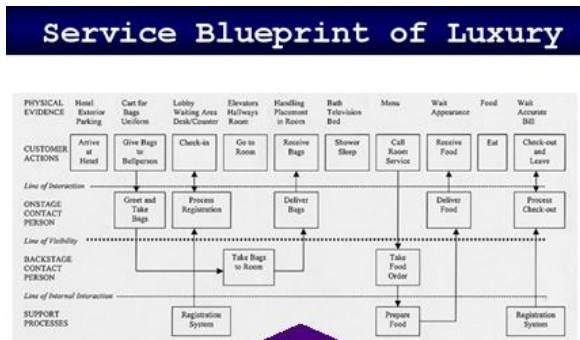 Service Blueprint of Luxury
PHYSICAL EVIDENCE
Hotel Exterior Parking
Cart for Bags Uniform
Lobby Waiting Area Desk/Counter
Elevators Hallways Room
Handling Placement in Room
Bath Television Bed
Menu
Wait Appearance
Food
Wait Accurate Bill
CUSTOMER ACTIONS
Arrive at Hotel
Give Bags to Bellperson
Check-in
Go to Room
Receive Bags
Shower Sleep
Call Room Service
Receive Food
Eat
Check-out and Leave
Line of Interaction
ONSTAGE CONTACT PERSON
Greet and Take Bags
Process Registration
Deliver Bags
Deliver Food
Process Check-out
Line of Visibility
BACKSTAGE CONTACT PERSON
Take Bags to Room
Take Food Order
Line of Internal Interaction
SUPPORT PROCESSES
Registration System
Prepare Food
Registration System